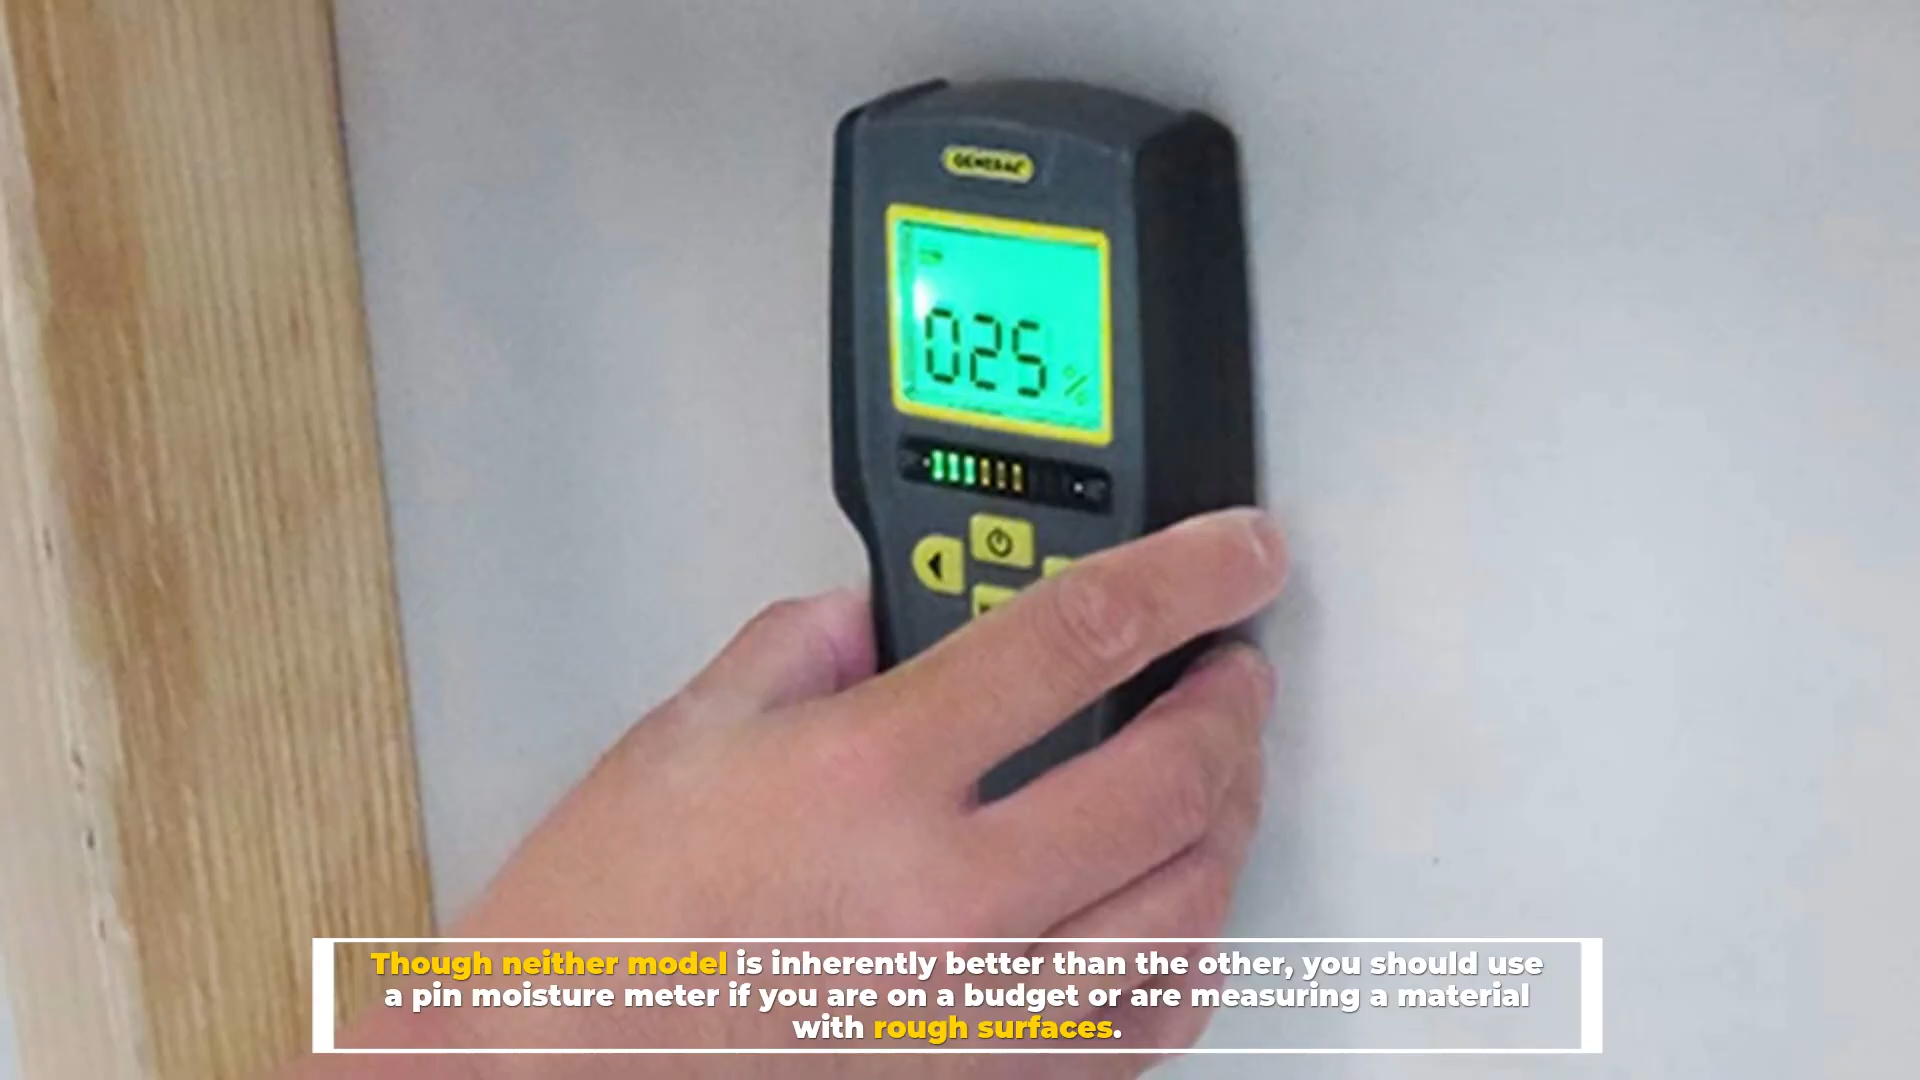 GENERAL
025 %
Though neither model is inherently better than the other, you should use
a pin moisture meter if you are on a budget or are measuring a material
with rough surfaces.